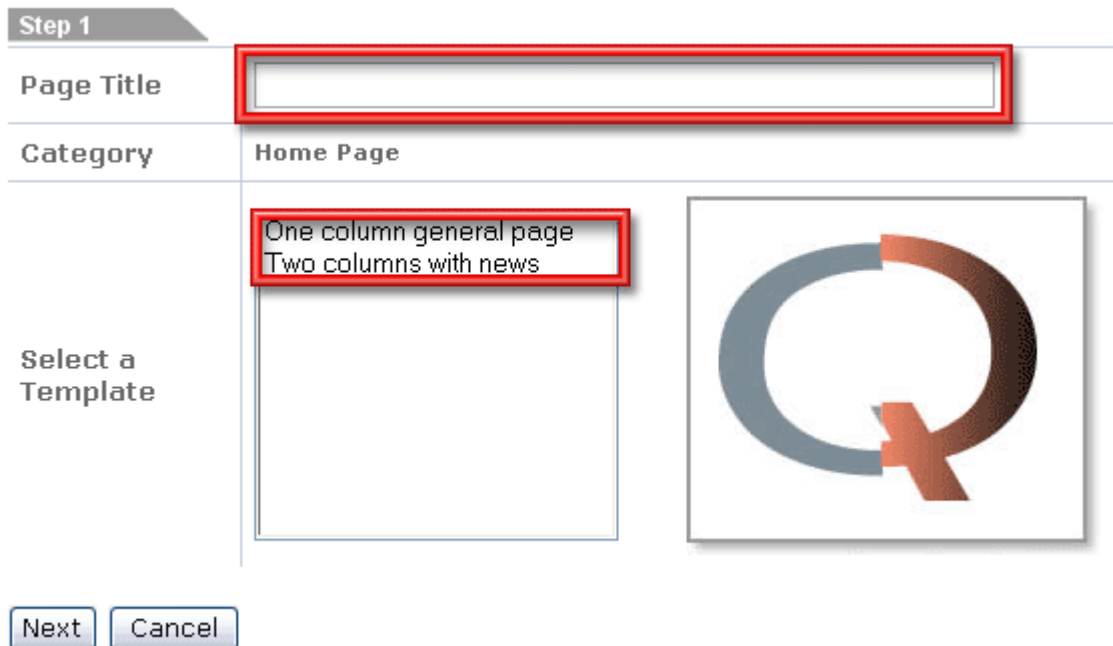 Step 1
Page Title
Category Home Page
One column general page
Two columns with news
Select a
Template
Q
Next Cancel